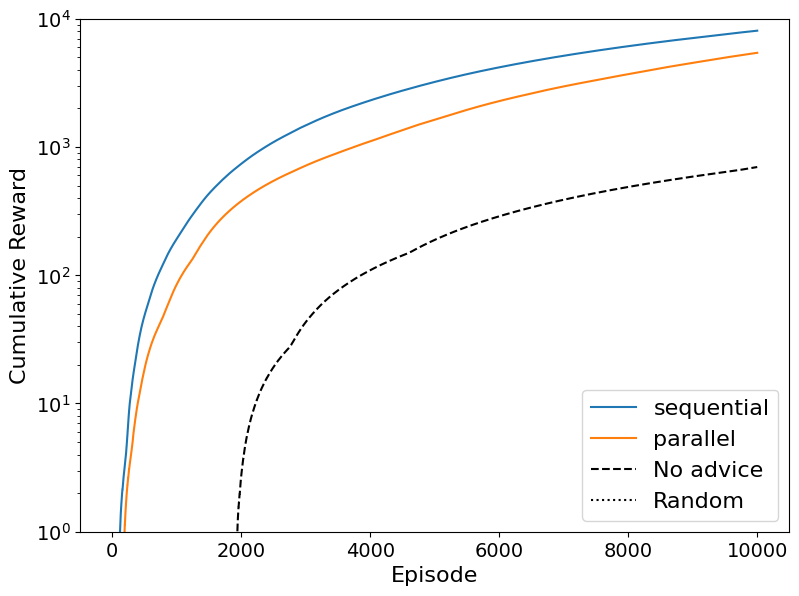 10^4
10^3
10^2
10^1
10^0
Cumulative Reward
0 2000 4000 6000 8000 10000
Episode
sequential
parallel
No advice
Random